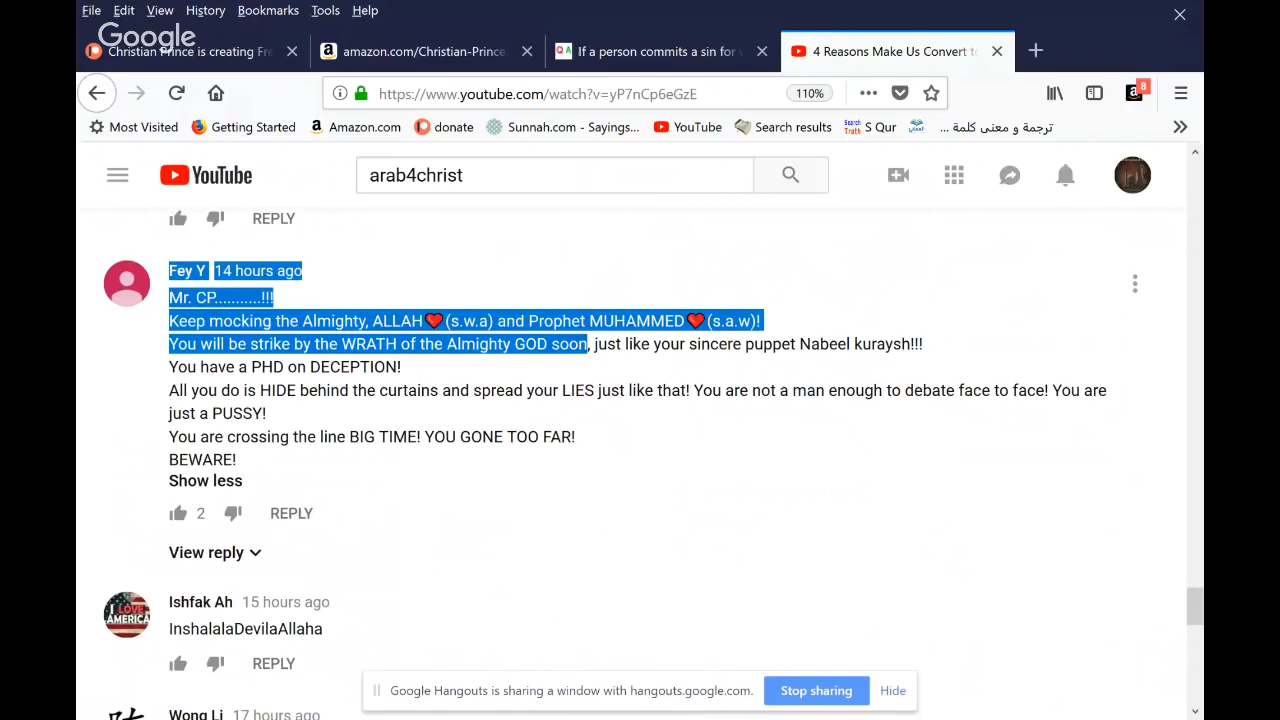 File Edit View History Bookmarks Tools Help
Google
Christian Prince is creating Fre
amazon.com/Christian-Prince,
If a person commits a sin for w
4 Reasons Make Us Convert to
https://www.youtube.com/watch?v=yP7nCp6eGzE 110% 8
Most Visited Getting Started Amazon.com donate Sunnah.com - Sayings... YouTube Search results Search Truth S Qur ترجمة و معنى كلمة ...
YouTube arab4christ
REPLY
Fey Y 14 hours ago
Mr. CP...........!!!
Keep mocking the Almighty, ALLAH❤(s.w.a) and Prophet MUHAMMED❤(s.a.w)!
You will be strike by the WRATH of the Almighty GOD soon, just like your sincere puppet Nabeel kuraysh!!!
You have a PHD on DECEPTION!
All you do is HIDE behind the curtains and spread your LIES just like that! You are not a man enough to debate face to face! You are
just a PUSSY!
You are crossing the line BIG TIME! YOU GONE TOO FAR!
BEWARE!
Show less
2 REPLY
View reply
I LOVE AMERICA
Ishfak Ah 15 hours ago
InshalalaDevilaAllaha
REPLY
Google Hangouts is sharing a window with hangouts.google.com. Stop sharing Hide
Wong Li 17 hours ago